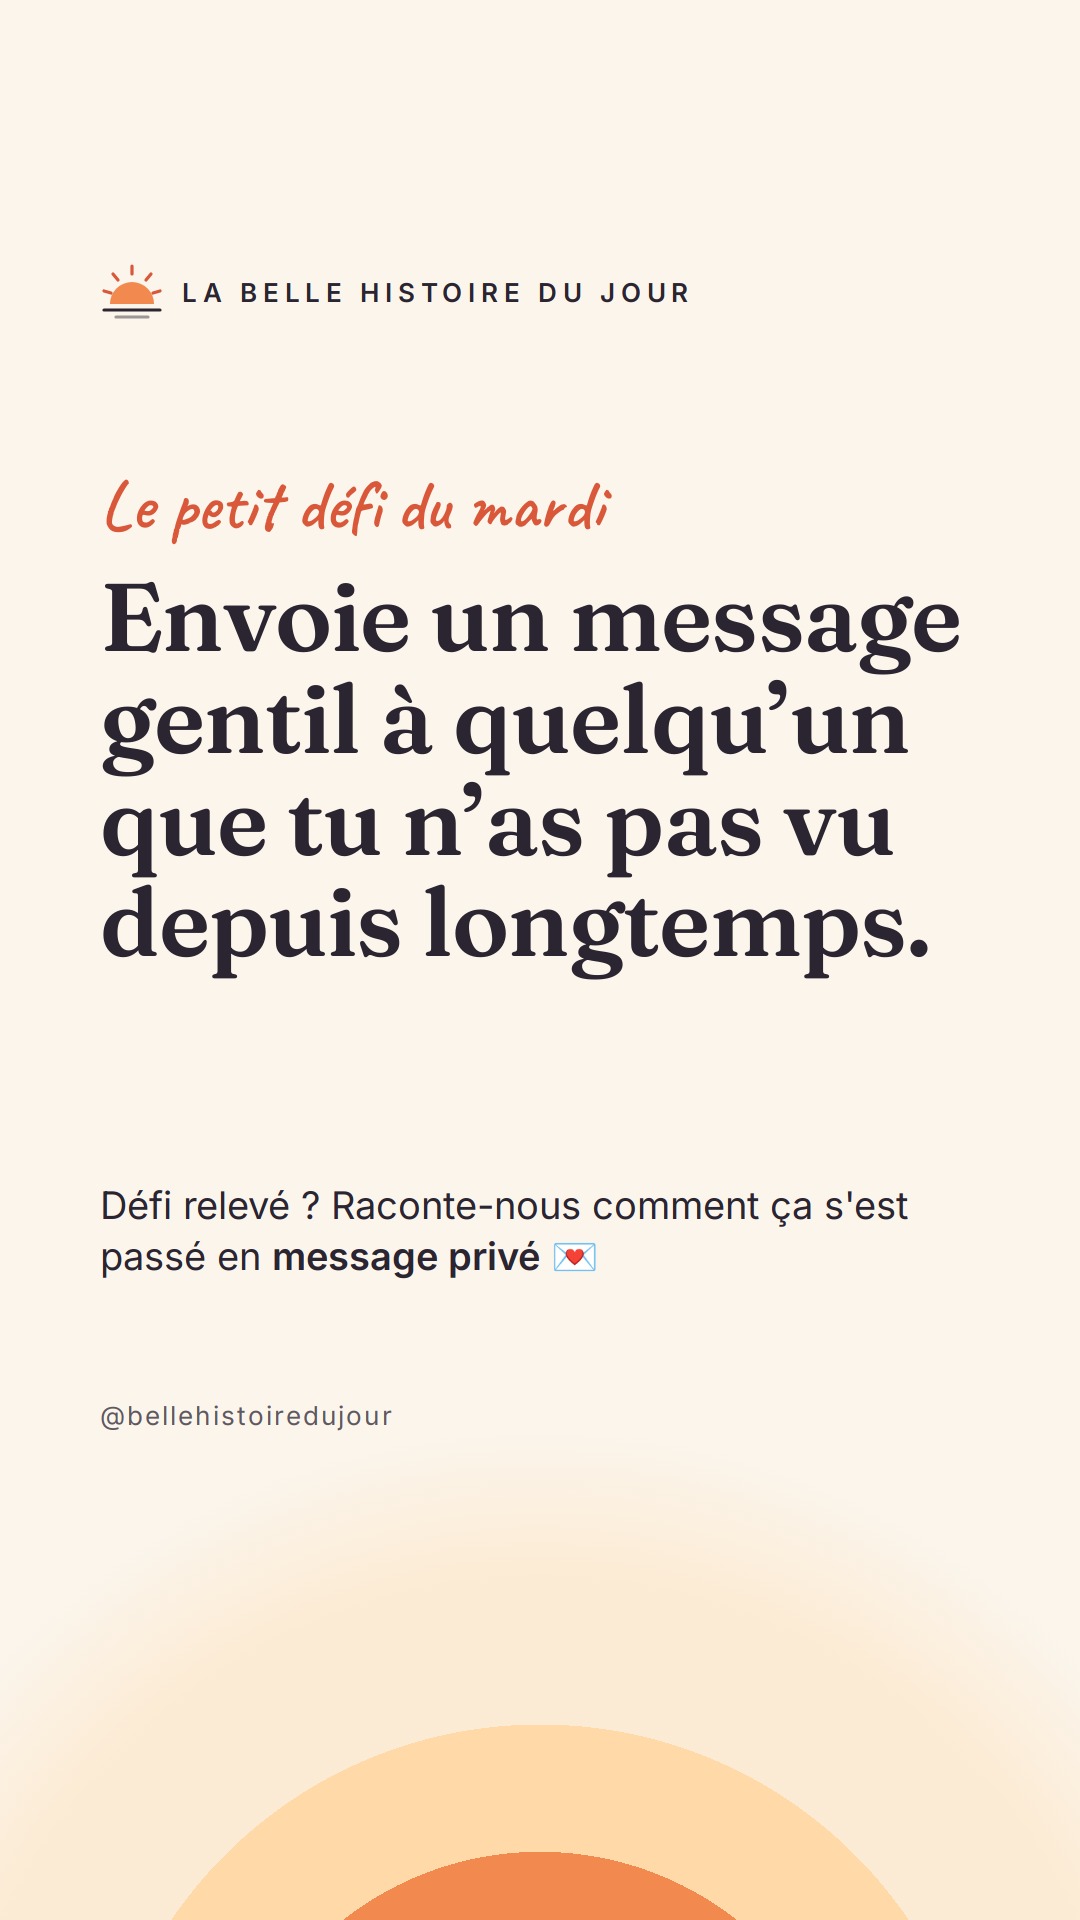 LA BELLE HISTOIRE DU JOUR
Le petit défi du mardi
Envoie un message
gentil à quelqu’un
que tu n’as pas vu
depuis longtemps.
Défi relevé ? Raconte-nous comment ça s'est
passé en message privé 💌
@bellehistoiredujour